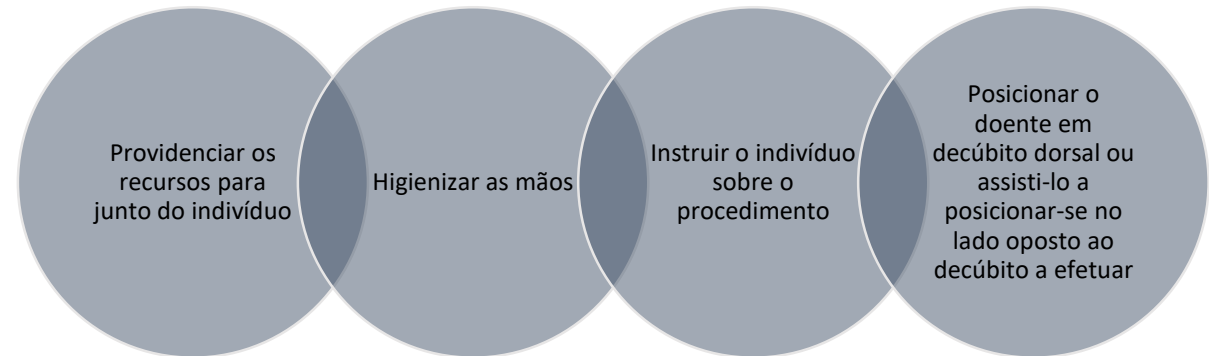 Providenciar os
recursos para
junto do indivíduo
Higienizar as mãos
Instruir o indivíduo
sobre o
procedimento
Posicionar o
doente em
decúbito dorsal ou
assisti-lo a
posicionar-se no
lado oposto ao
decúbito a efetuar